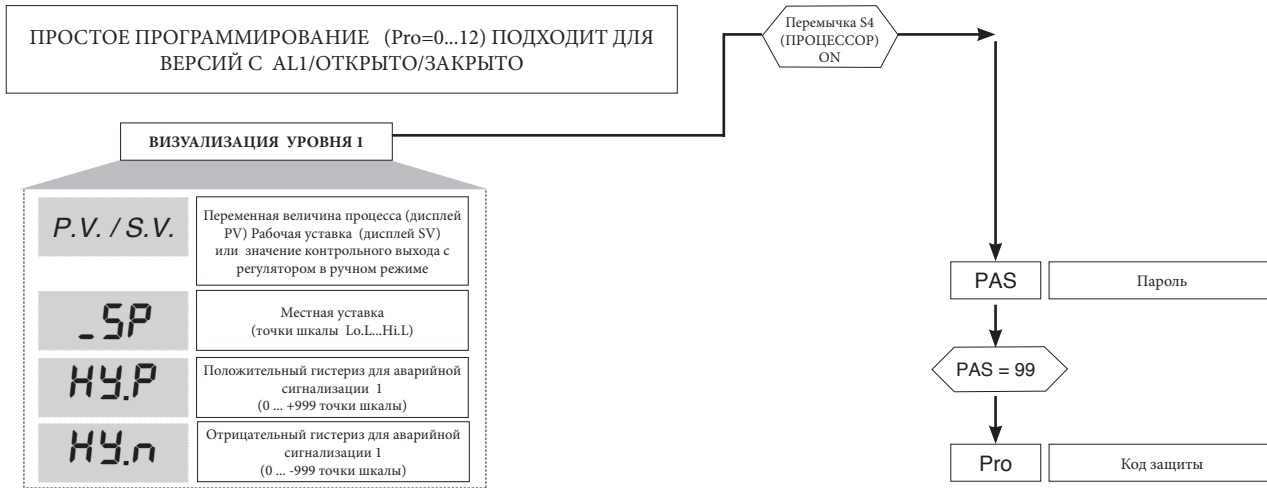 ПРОСТОЕ ПРОГРАММИРОВАНИЕ (Pro=0...12) ПОДХОДИТ ДЛЯ
ВЕРСИЙ С AL1/ОТКРЫТО/ЗАКРЫТО
Перемычка S4
(ПРОЦЕССОР)
ON
ВИЗУАЛИЗАЦИЯ УРОВНЯ 1
P.V. / S.V.
Переменная величина процесса (дисплей
PV) Рабочая уставка (дисплей SV)
или значение контрольного выхода с
регулятором в ручном режиме
_SP
Местная уставка
(точки шкалы Lo.L...Hi.L)
HY.P
Положительный гистериз для аварийной
сигнализации 1
(0 ... +999 точки шкалы)
HY.n
Отрицательный гистериз для аварийной
сигнализации 1
(0 ... -999 точки шкалы)
PAS
Пароль
PAS = 99
Pro
Код защиты